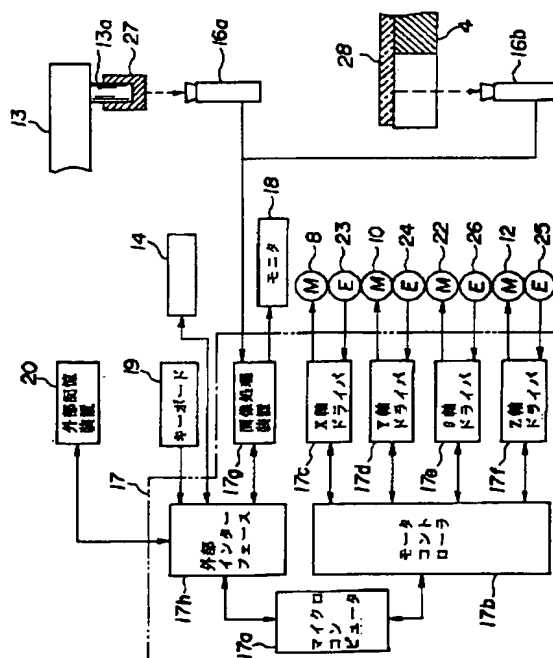 13
13a
27
16a
28
4
16b
14
18
モニタ
20
外部記憶
装置
19
キーボード
17
17g
画像処理
装置
17h
外部
インター
フェース
17a
マイクロ
コン
ピュータ
17b
モータ
コント
ローラ
17c
X軸
ドライバ
17d
Y軸
ドライバ
17e
θ軸
ドライバ
17f
Z軸
ドライバ
M
8
E
23
M
10
E
24
M
22
E
26
M
12
E
25